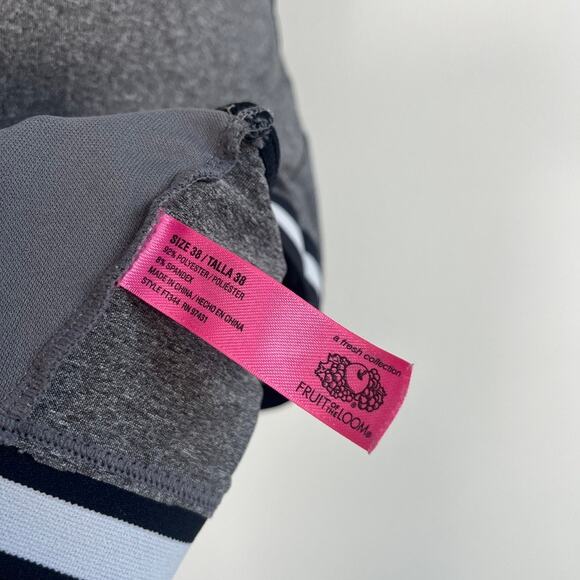 SIZE 38 / TALLA 38
92% POLYESTER / POLIÉSTER
8% SPANDEX
MADE IN CHINA / HECHO EN CHINA
STYLE FT344 RN 97431
a fresh collection
FRUIT OF THE LOOM®